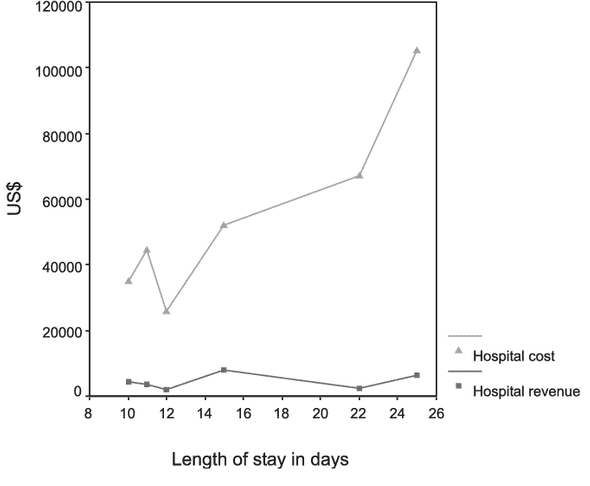 120000
100000
80000
60000
40000
20000
0
US$
8 10 12 14 16 18 20 22 24 26
Length of stay in days
Hospital cost
Hospital revenue